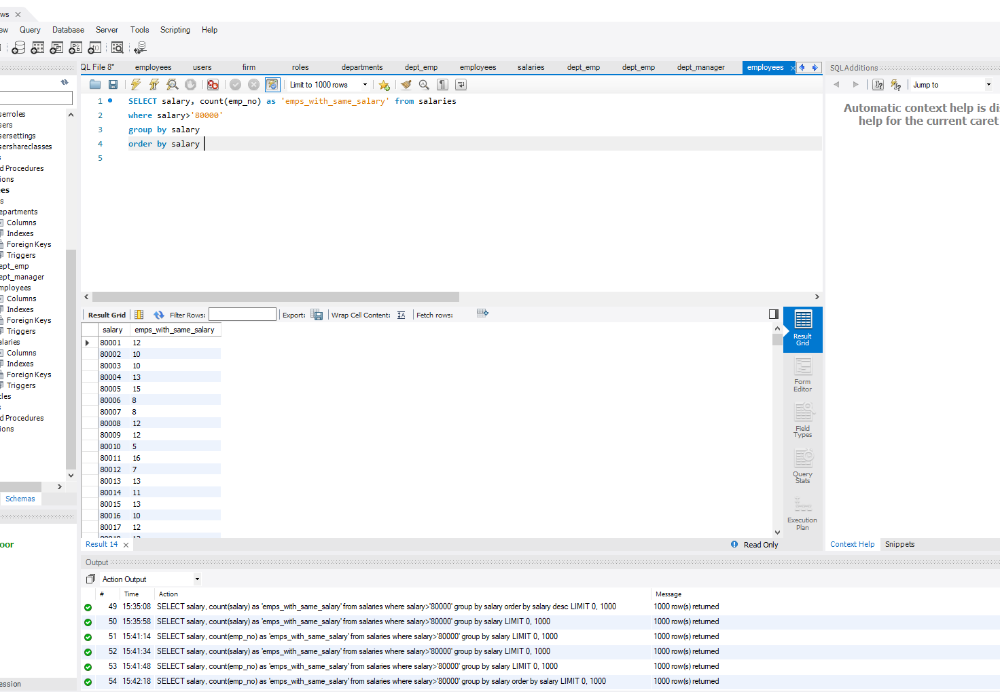 ws
ew Query Database Server Tools Scripting Help
QL File 8* employees users firm roles departments dept_emp employees salaries dept_emp dept_emp dept_manager employees
SQLAdditions
Limit to 1000 rows
Jump to
Automatic context help is dis
help for the current caret
1 SELECT salary, count(emp_no) as 'emps_with_same_salary' from salaries
2 where salary>'80000'
3 group by salary
4 order by salary
5
serroles
sers
sersettings
sershareclasses
s
d Procedures
ions
es
s
epartments
Columns
Indexes
Foreign Keys
Triggers
ept_emp
ept_manager
mployees
Columns
Indexes
Foreign Keys
Triggers
alaries
Columns
Indexes
Foreign Keys
Triggers
tles
s
d Procedures
ions
Schemas
oor
ession
Result Grid Filter Rows: Export: Wrap Cell Content: Fetch rows:
salary emps_with_same_salary
80001 12
80002 10
80003 10
80004 13
80005 15
80006 8
80007 8
80008 12
80009 12
80010 5
80011 16
80012 7
80013 13
80014 11
80015 13
80016 10
80017 12
Result
Grid
Form
Editor
Field
Types
Query
Stats
Execution
Plan
Result 14
Read Only
Context Help Snippets
Output
Action Output
# Time Action Message
49 15:35:08 SELECT salary, count(salary) as 'emps_with_same_salary' from salaries where salary>'80000' group by salary order by salary desc LIMIT 0, 1000 1000 row(s) returned
50 15:35:58 SELECT salary, count(salary) as 'emps_with_same_salary' from salaries where salary>'80000' group by salary LIMIT 0, 1000 1000 row(s) returned
51 15:41:14 SELECT salary, count(emp_no) as 'emps_with_same_salary' from salaries where salary>'80000' group by salary LIMIT 0, 1000 1000 row(s) returned
52 15:41:34 SELECT salary, count(salary) as 'emps_with_same_salary' from salaries where salary>'80000' group by salary LIMIT 0, 1000 1000 row(s) returned
53 15:41:48 SELECT salary, count(emp_no) as 'emps_with_same_salary' from salaries where salary>'80000' group by salary LIMIT 0, 1000 1000 row(s) returned
54 15:42:18 SELECT salary, count(emp_no) as 'emps_with_same_salary' from salaries where salary>'80000' group by salary order by salary LIMIT 0, 1000 1000 row(s) returned